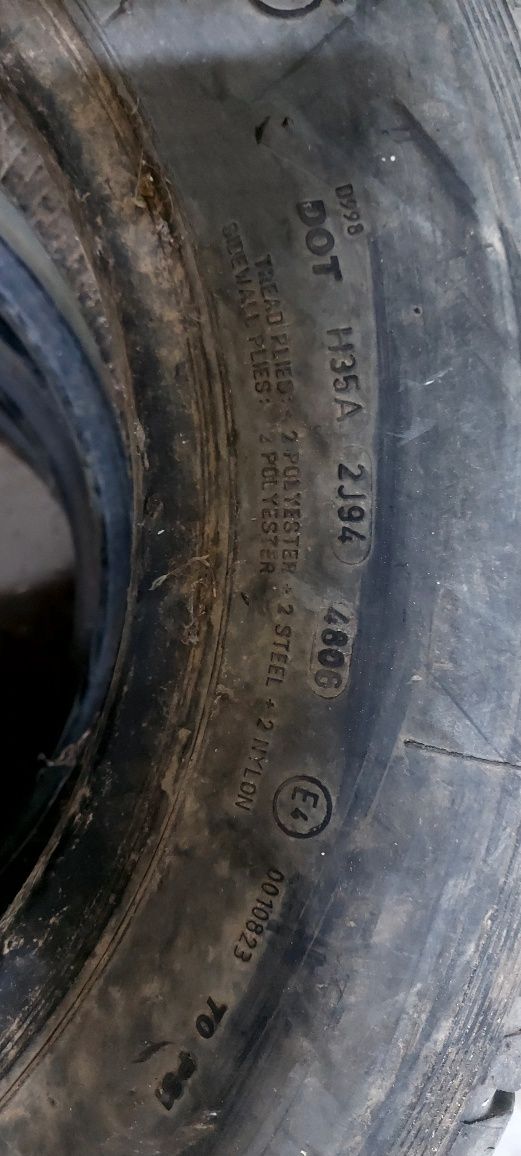 D998
DOT H35A 2J94 4806
TREAD PLIES: 2 POLYESTER + 2 STEEL + 2 NYLON
SIDEWALL PLIES: 2 POLYESTER
E4
0010823
70 PSI